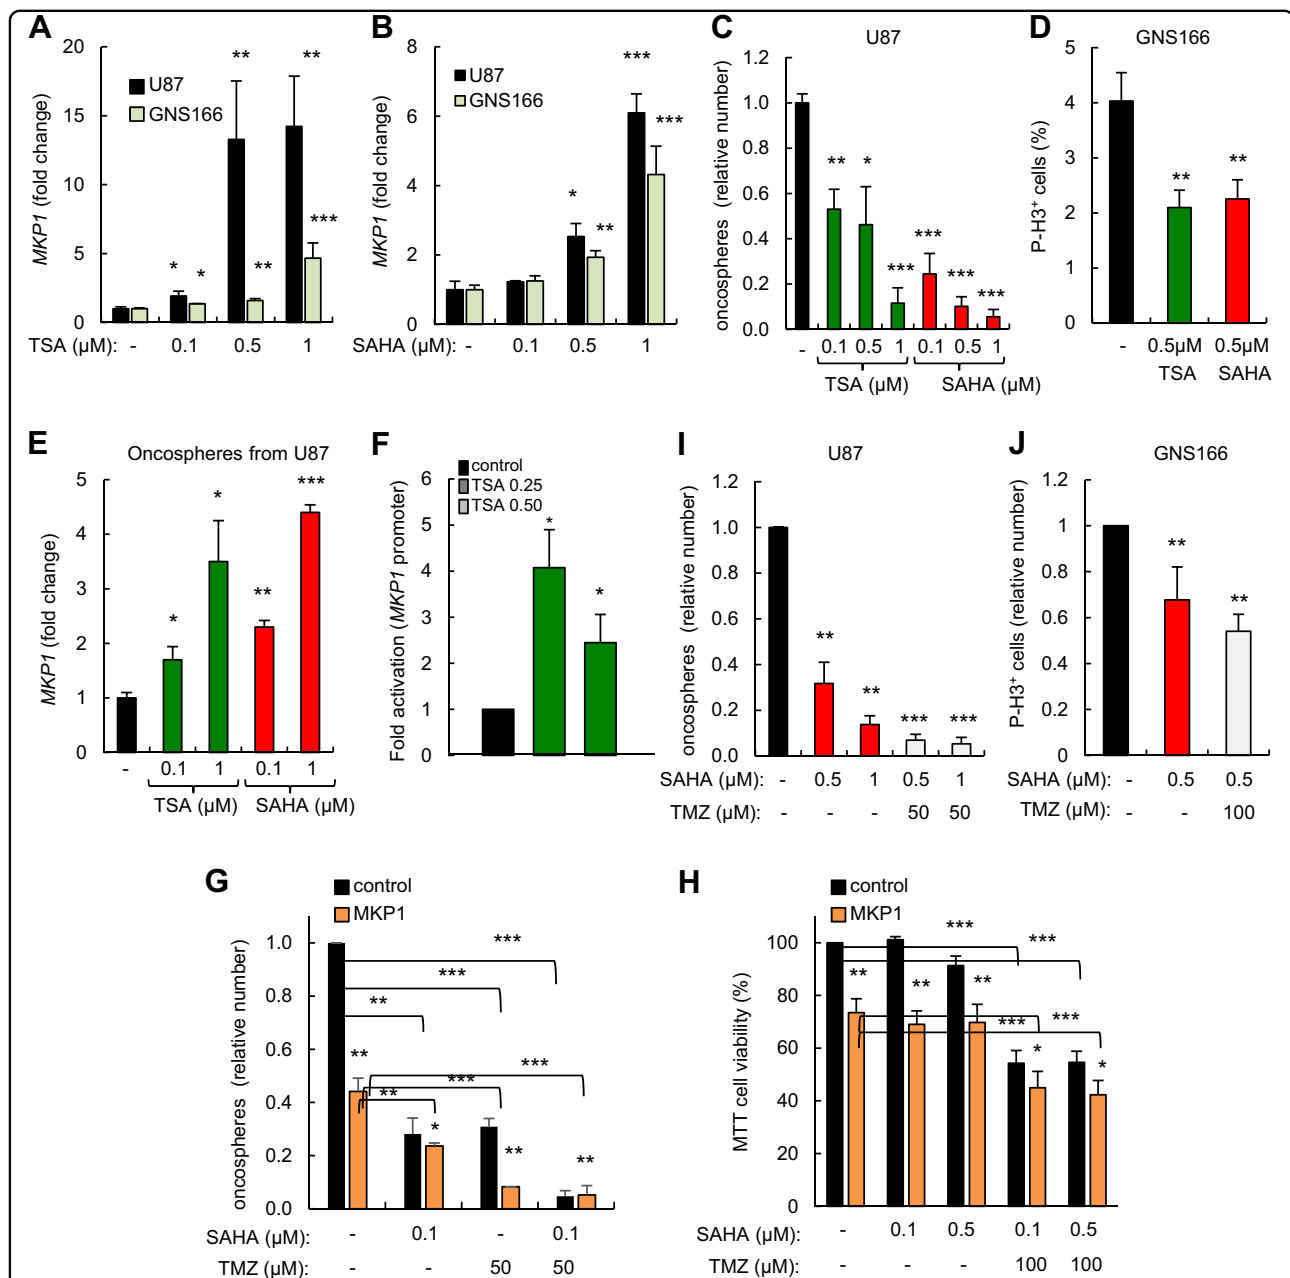 A
20
15
10
5
0
MKP1 (fold change)
U87
GNS166
** **
* * ** ***
TSA (µM): - 0.1 0.5 1
B
8
6
4
2
0
MKP1 (fold change)
U87
GNS166
***
***
* **
SAHA (µM): - 0.1 0.5 1
C
U87
1.2
1.0
0.8
0.6
0.4
0.2
0.0
oncospheres (relative number)
** * *** *** *** ***
- 0.1 0.5 1 0.1 0.5 1
TSA (µM) SAHA (µM)
D
GNS166
5
4
3
2
1
0
P-H3+ cells (%)
** **
- 0.5µM 0.5µM
TSA SAHA
E
Oncospheres from U87
5
4
3
2
1
0
MKP1 (fold change)
* * ** ***
- 0.1 1 0.1 1
TSA (µM) SAHA (µM)
F
control
TSA 0.25
TSA 0.50
6
5
4
3
2
1
0
Fold activation (MKP1 promoter)
* *
I
U87
1.2
1.0
0.8
0.6
0.4
0.2
0.0
oncospheres (relative number)
** ** *** ***
SAHA (µM): - 0.5 1 0.5 1
TMZ (µM): - - - 50 50
J
GNS166
1.2
1
0.8
0.6
0.4
0.2
0
P-H3+ cells (relative number)
** **
SAHA (µM): - 0.5 0.5
TMZ (µM): - - 100
G
control
MKP1
1.0
0.8
0.6
0.4
0.2
0.0
oncospheres (relative number)
***
***
**
** *** ***
**
* ** **
SAHA (µM): - 0.1 - 0.1
TMZ (µM): - - 50 50
H
control
MKP1
100
80
60
40
20
0
MTT cell viability (%)
*** ***
** ** **
*** ***
* *
SAHA (µM): - 0.1 0.5 0.1 0.5
TMZ (µM): - - - 100 100